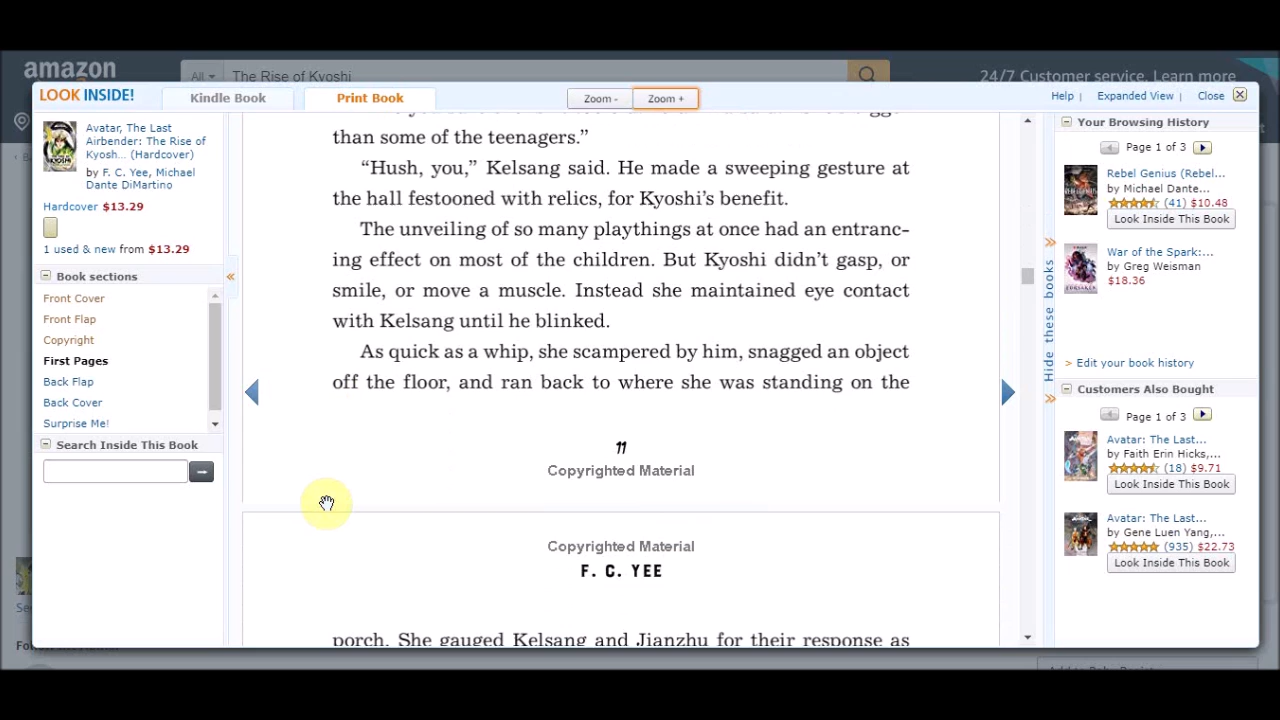 amazon
All
The Rise of Kyoshi
24/7 Customer service. Learn more
LOOK INSIDE!
Kindle Book
Print Book
Zoom -
Zoom +
Help |
Expanded View |
Close
Avatar, The Last
Airbender: The Rise of
Kyosh... (Hardcover)
by F. C. Yee, Michael
Dante DiMartino
Hardcover $13.29
1 used & new from $13.29
Book sections
Front Cover
Front Flap
Copyright
First Pages
Back Flap
Back Cover
Surprise Me!
Search Inside This Book
than some of the teenagers.”
“Hush, you,” Kelsang said. He made a sweeping gesture at
the hall festooned with relics, for Kyoshi’s benefit.
The unveiling of so many playthings at once had an entranc-
ing effect on most of the children. But Kyoshi didn’t gasp, or
smile, or move a muscle. Instead she maintained eye contact
with Kelsang until he blinked.
As quick as a whip, she scampered by him, snagged an object
off the floor, and ran back to where she was standing on the
11
Copyrighted Material
Copyrighted Material
F. C. YEE
porch. She gauged Kelsang and Jianzhu for their response as
Hide these books
Your Browsing History
Page 1 of 3
Rebel Genius (Rebel...
by Michael Dante...
(41) $10.48
Look Inside This Book
War of the Spark:...
by Greg Weisman
$18.36
> Edit your book history
Customers Also Bought
Page 1 of 3
Avatar: The Last...
by Faith Erin Hicks,...
(18) $9.71
Look Inside This Book
Avatar: The Last...
by Gene Luen Yang,...
(935) $22.73
Look Inside This Book